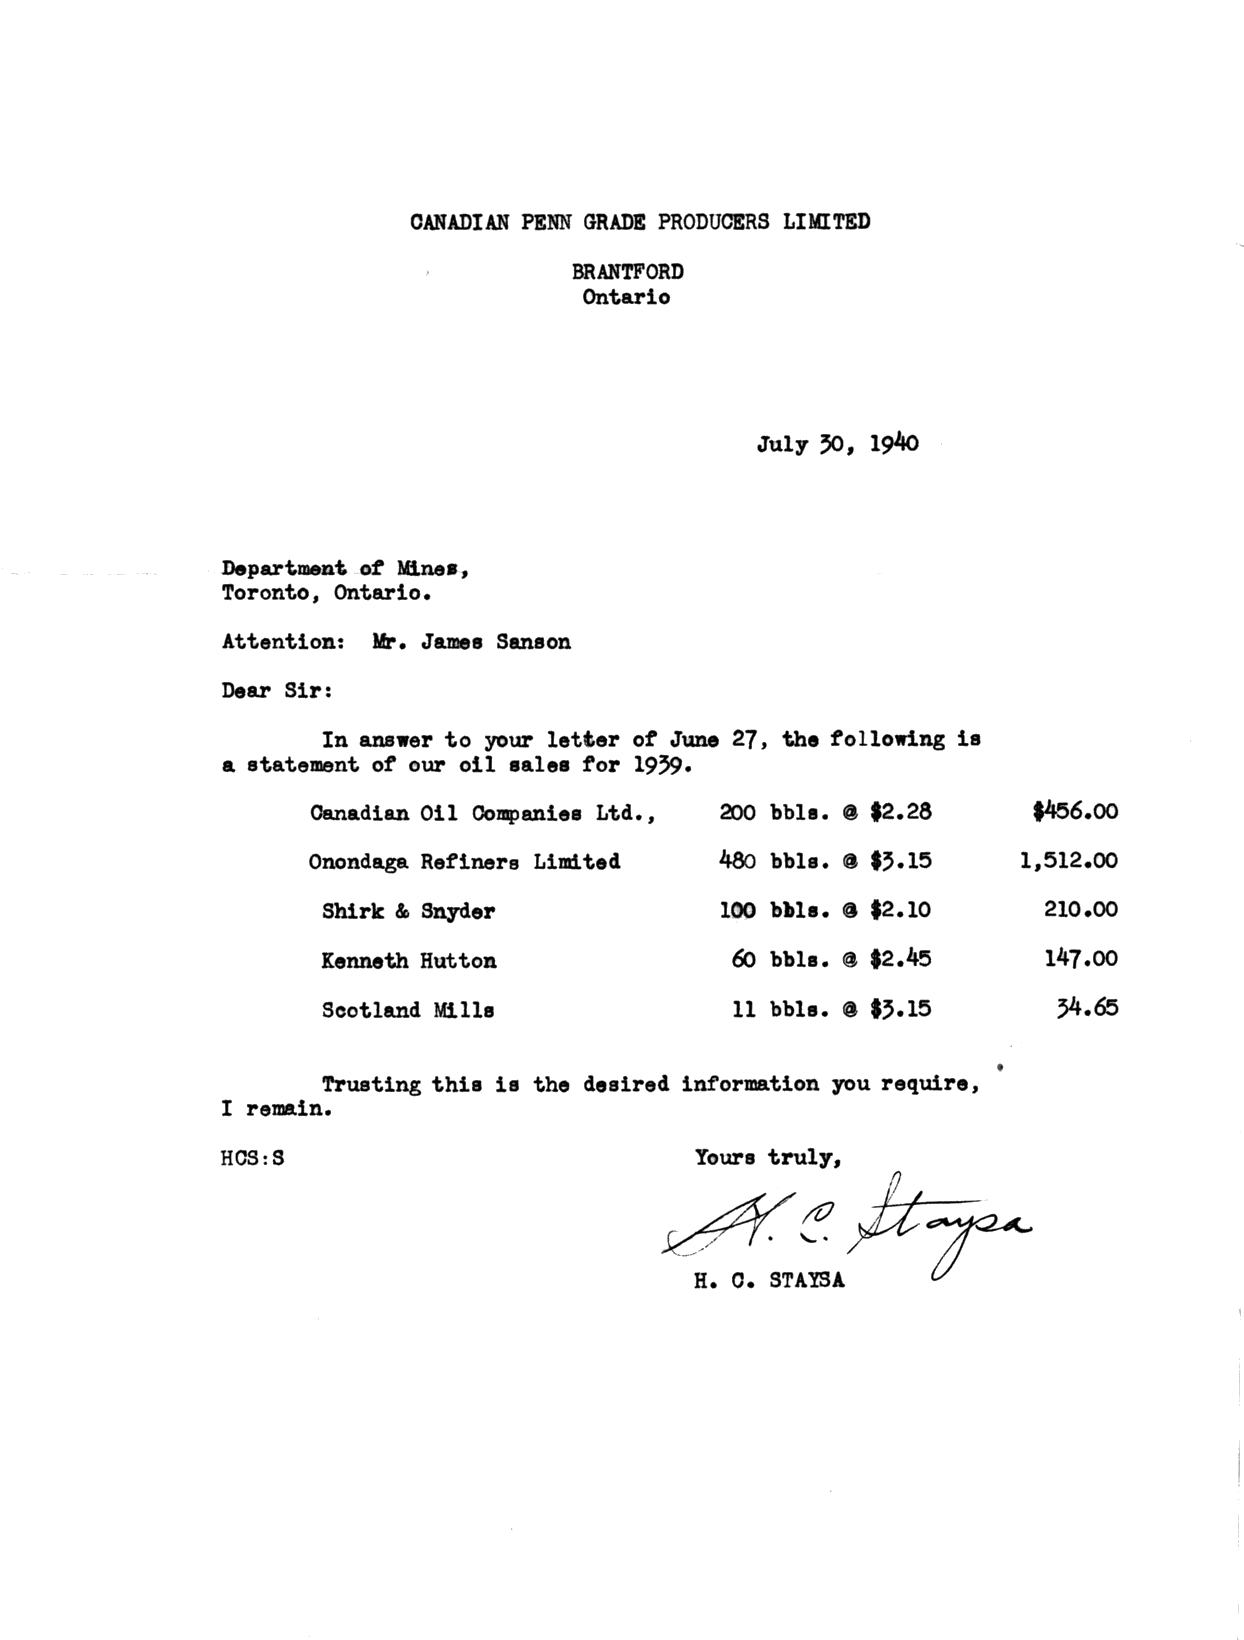 CANADIAN PENN GRADE PRODUCERS LIMITED
BRANTFORD
Ontario
July 30, 1940
Department of Mines,
Toronto, Ontario.
Attention: Mr. James Sanson
Dear Sir:
In answer to your letter of June 27, the following is
a statement of our oil sales for 1939.
Canadian Oil Companies Ltd., 200 bbls. @ $2.28 $456.00
Onondaga Refiners Limited 480 bbls. @ $3.15 1,512.00
Shirk & Snyder 100 bbls. @ $2.10 210.00
Kenneth Hutton 60 bbls. @ $2.45 147.00
Scotland Mills 11 bbls. @ $3.15 34.65
Trusting this is the desired information you require,
I remain.
HCS:S Yours truly,
H. C. Staysa
H. C. STAYSA